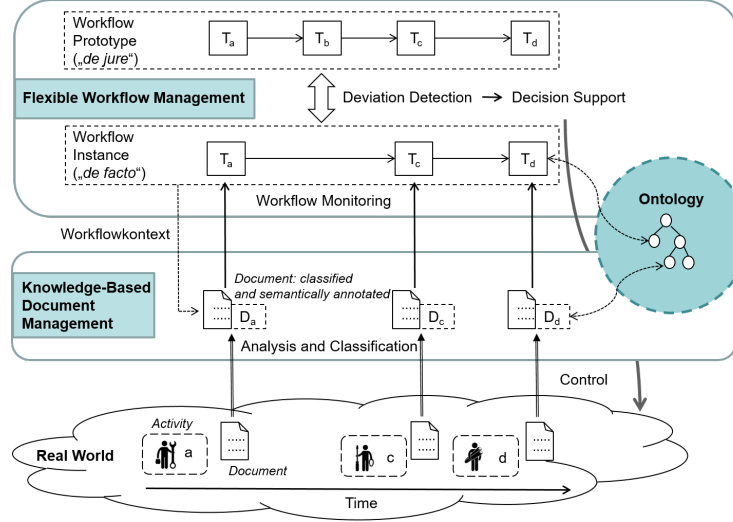 Workflow
Prototype
(„de jure“)
Ta
Tb
Tc
Td
Flexible Workflow Management
Deviation Detection
Decision Support
Workflow
Instance
(„de facto“)
Ta
Tc
Td
Workflow Monitoring
Ontology
Workflowkontext
Knowledge-Based
Document
Management
Document: classified
and semantically annotated
Da
Dc
Dd
Analysis and Classification
Control
Real World
Activity
a
Document
c
d
Time